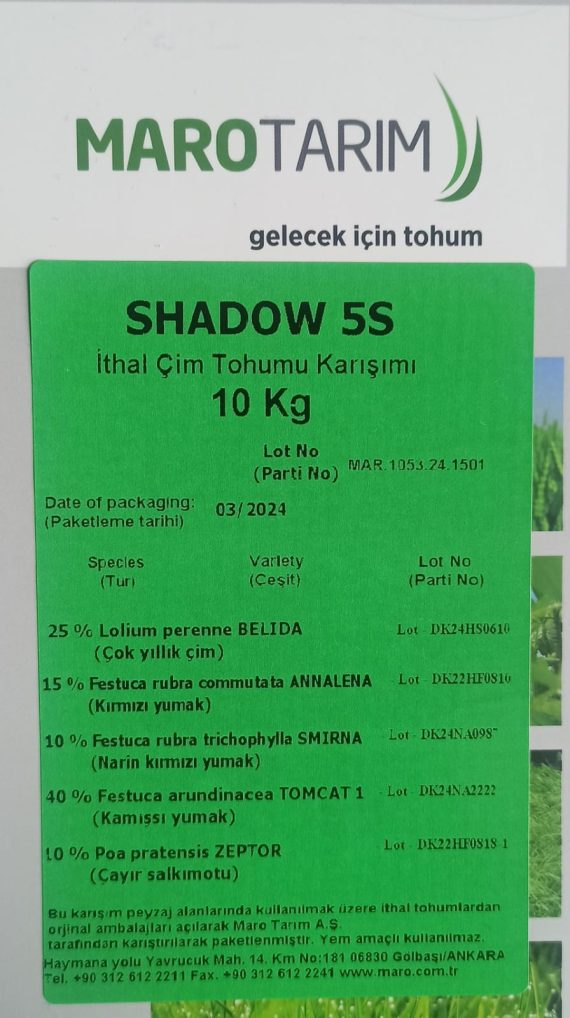 MAROTARIM
gelecek için tohum
SHADOW 5S
İthal Çim Tohumu Karışımı
10 Kg
Lot No
(Parti No) MAR.1053.24.1501
Date of packaging: 03/2024
(Paketleme tarihi)
Species Variety Lot No
(Tür) (Çeşit) (Parti No)
25 % Lolium perenne BELIDA Lot - DK24HS0610
(Çok yıllık çim)
15 % Festuca rubra commutata ANNALENA Lot - DK22HF0810
(Kırmızı yumak)
10 % Festuca rubra trichophylla SMIRNA Lot - DK24NA0987
(Narin kırmızı yumak)
40 % Festuca arundinacea TOMCAT 1 Lot - DK24NA2222
(Kamışsı yumak)
10 % Poa pratensis ZEPTOR Lot - DK22HF0818-1
(Çayır salkımotu)
Bu karışım peyzaj alanlarında kullanılmak üzere ithal tohumlardan
orjinal ambalajları açılarak Maro Tarım A.Ş.
tarafından karıştırılarak paketlenmiştir. Yem amaçlı kullanılmaz.
Haymana yolu Yavrucuk Mah. 14. Km No:181 06830 Gölbaşı/ANKARA
Tel. +90 312 612 2211 Fax. +90 312 612 2241 www.maro.com.tr